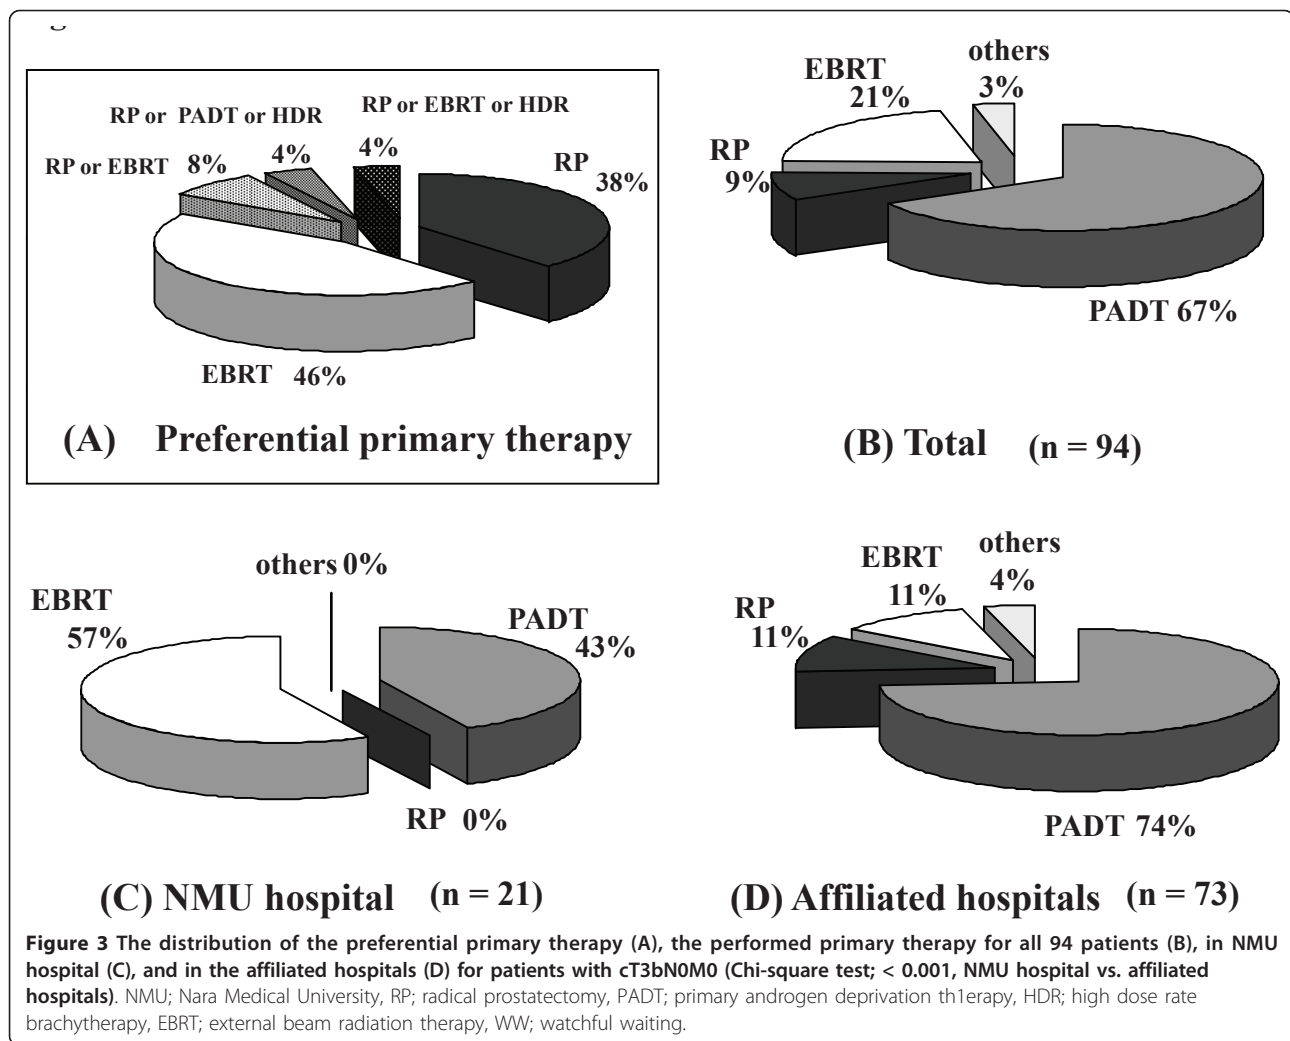 RP or EBRT or HDR
RP or PADT or HDR
4%
4%
RP or EBRT 8%
RP
38%
EBRT 46%
(A) Preferential primary therapy
others
3%
EBRT
21%
RP
9%
PADT 67%
(B) Total (n = 94)
others 0%
EBRT
57%
PADT
43%
RP 0%
(C) NMU hospital (n = 21)
others
4%
EBRT
11%
RP
11%
PADT 74%
(D) Affiliated hospitals (n = 73)
Figure 3 The distribution of the preferential primary therapy (A), the performed primary therapy for all 94 patients (B), in NMU
hospital (C), and in the affiliated hospitals (D) for patients with cT3bN0M0 (Chi-square test; < 0.001, NMU hospital vs. affiliated
hospitals). NMU; Nara Medical University, RP; radical prostatectomy, PADT; primary androgen deprivation th1erapy, HDR; high dose rate
brachytherapy, EBRT; external beam radiation therapy, WW; watchful waiting.